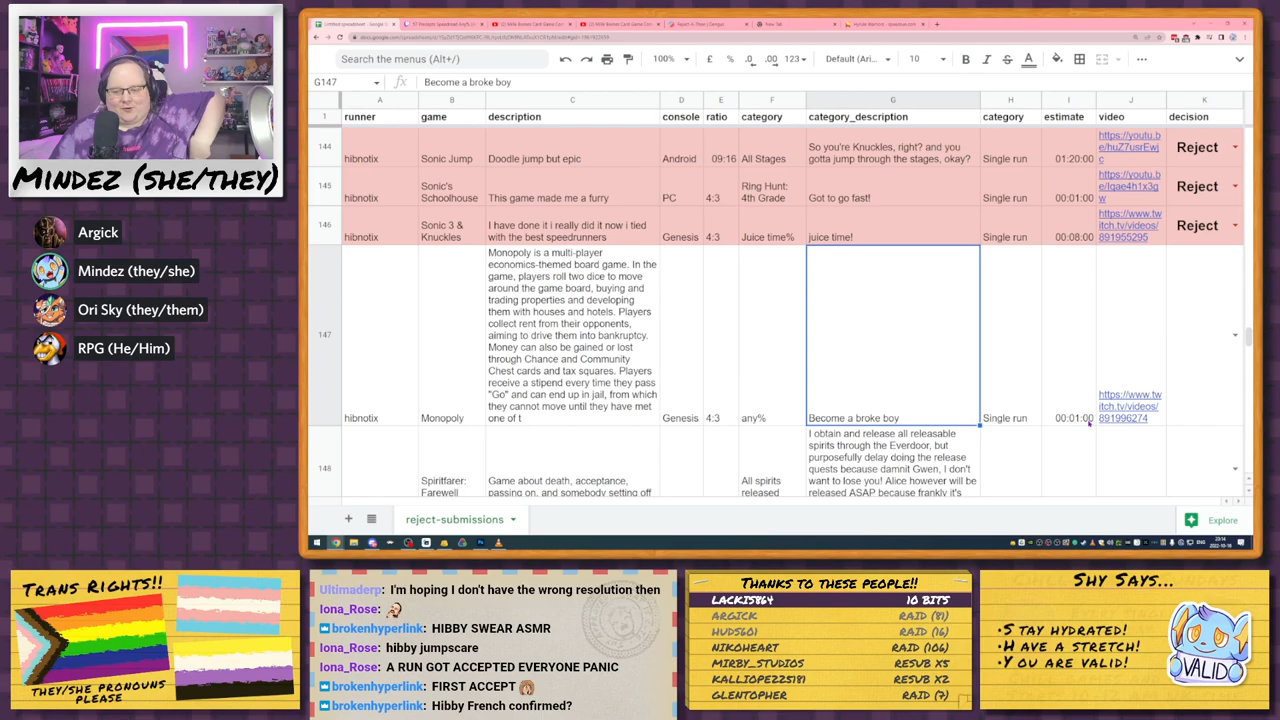 Search the menus (Alt+/)
100%
£
%
.0
.00
123
Default (Ari...
10
B
I
S
A
G147
fx
Become a broke boy
A
B
C
D
E
F
G
H
I
J
K
1
runner
game
description
console
ratio
category
category_description
category
estimate
video
decision
144
hibnotix
Sonic Jump
Doodle jump but epic
Android
09:16
All Stages
So you're Knuckles, right? and you
gotta jump through the stages, okay?
Single run
01:20:00
https://youtu.b
e/huZ7usrEwj
c
Reject
145
hibnotix
Sonic's
Schoolhouse
This game made me a furry
PC
4:3
Ring Hunt:
4th Grade
Got to go fast!
Single run
00:01:00
https://youtu.b
e/Iqae4h1x3g
w
Reject
146
hibnotix
Sonic 3 &
Knuckles
I have done it i really did it now i tied
with the best speedrunners
Genesis
4:3
Juice time%
juice time!
Single run
00:08:00
https://www.tw
itch.tv/videos/
891955295
Reject
147
hibnotix
Monopoly
Monopoly is a multi-player
economics-themed board game. In the
game, players roll two dice to move
around the game board, buying and
trading properties and developing
them with houses and hotels. Players
collect rent from their opponents,
aiming to drive them into bankruptcy.
Money can also be gained or lost
through Chance and Community
Chest cards and tax squares. Players
receive a stipend every time they pass
"Go" and can end up in jail, from which
they cannot move until they have met
one of t
Genesis
4:3
any%
Become a broke boy
Single run
00:01:00
https://www.tw
itch.tv/videos/
891996274
148
Spiritfarer:
Farewell
Game about death, acceptance,
passing on, and somebody setting off
All spirits
released
I obtain and release all releasable
spirits through the Everdoor, but
purposefully delay doing the release
quests because damnit Gwen, I don't
want to lose you! Alice however will be
released ASAP because frankly it's
reject-submissions
Explore
MINDEZ (SHE/THEY)
Argick
Mindez (they/she)
Ori Sky (they/them)
RPG (He/Him)
TRANS RIGHTS!!
THEY/SHE PRONOUNS
PLEASE
Ultimaderp: I'm hoping I don't have the wrong resolution then
Iona_Rose:
brokenhyperlink: HIBBY SWEAR ASMR
Iona_Rose: hibby jumpscare
Iona_Rose: A RUN GOT ACCEPTED EVERYONE PANIC
brokenhyperlink: FIRST ACCEPT
brokenhyperlink: Hibby French confirmed?
THANKS TO THESE PEOPLE!!
LACKIS864 10 BITS
ARGICK RAID (81)
HUDS601 RAID (16)
NIKOHEART RAID (106)
MIRBY_STUDIOS RESUB X5
KALLIOPEZZS181 RESUB X2
GLENTOPHER RAID (7)
SHY SAYS...
•STAY HYDRATED!
•HAVE A STRETCH!
•YOU ARE VALID!
VALID